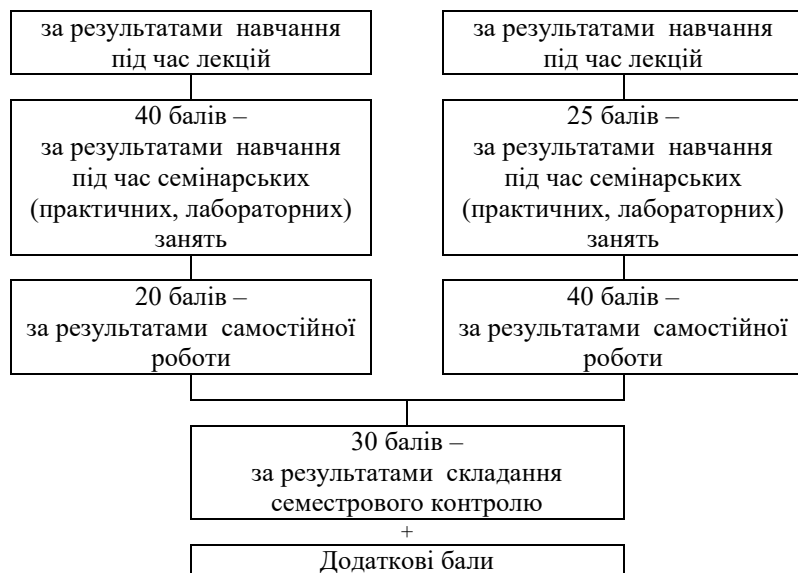 за результатами навчання
під час лекцій
за результатами навчання
під час лекцій
40 балів –
за результатами навчання
під час семінарських
(практичних, лабораторних)
занять
25 балів –
за результатами навчання
під час семінарських
(практичних, лабораторних)
занять
20 балів –
за результатами самостійної
роботи
40 балів –
за результатами самостійної
роботи
30 балів –
за результатами складання
семестрового контролю
+
Додаткові бали